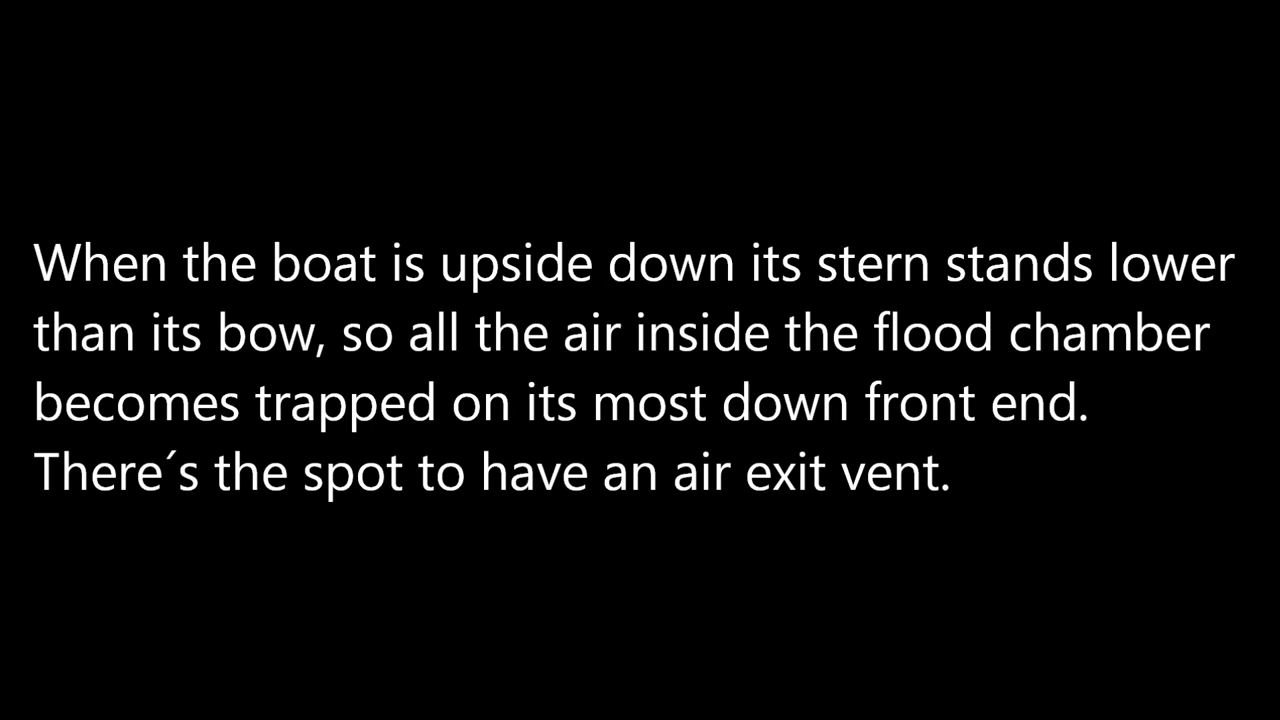 When the boat is upside down its stern stands lower
than its bow, so all the air inside the flood chamber
becomes trapped on its most down front end.
There´s the spot to have an air exit vent.